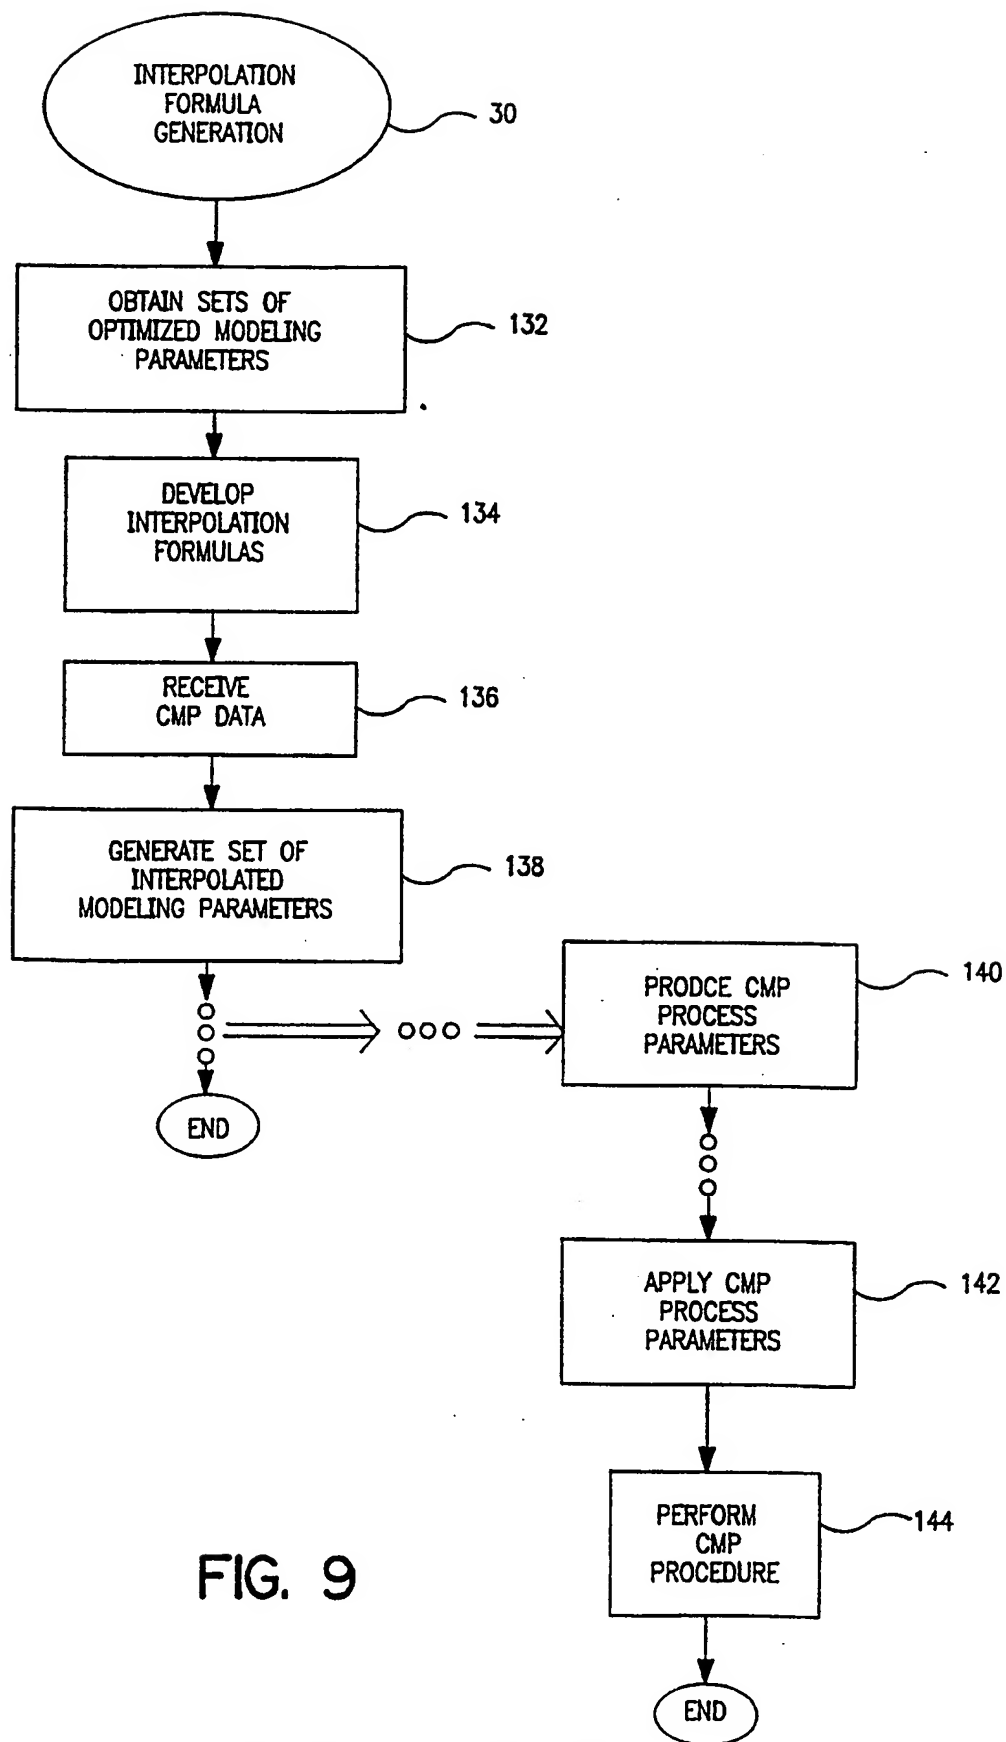 INTERPOLATION
FORMULA
GENERATION
30
OBTAIN SETS OF
OPTIMIZED MODELING
PARAMETERS
132
DEVELOP
INTERPOLATION
FORMULAS
134
RECEIVE
CMP DATA
136
GENERATE SET OF
INTERPOLATED
MODELING PARAMETERS
138
END
PRODCE CMP
PROCESS
PARAMETERS
140
APPLY CMP
PROCESS
PARAMETERS
142
PERFORM
CMP
PROCEDURE
144
END
FIG. 9